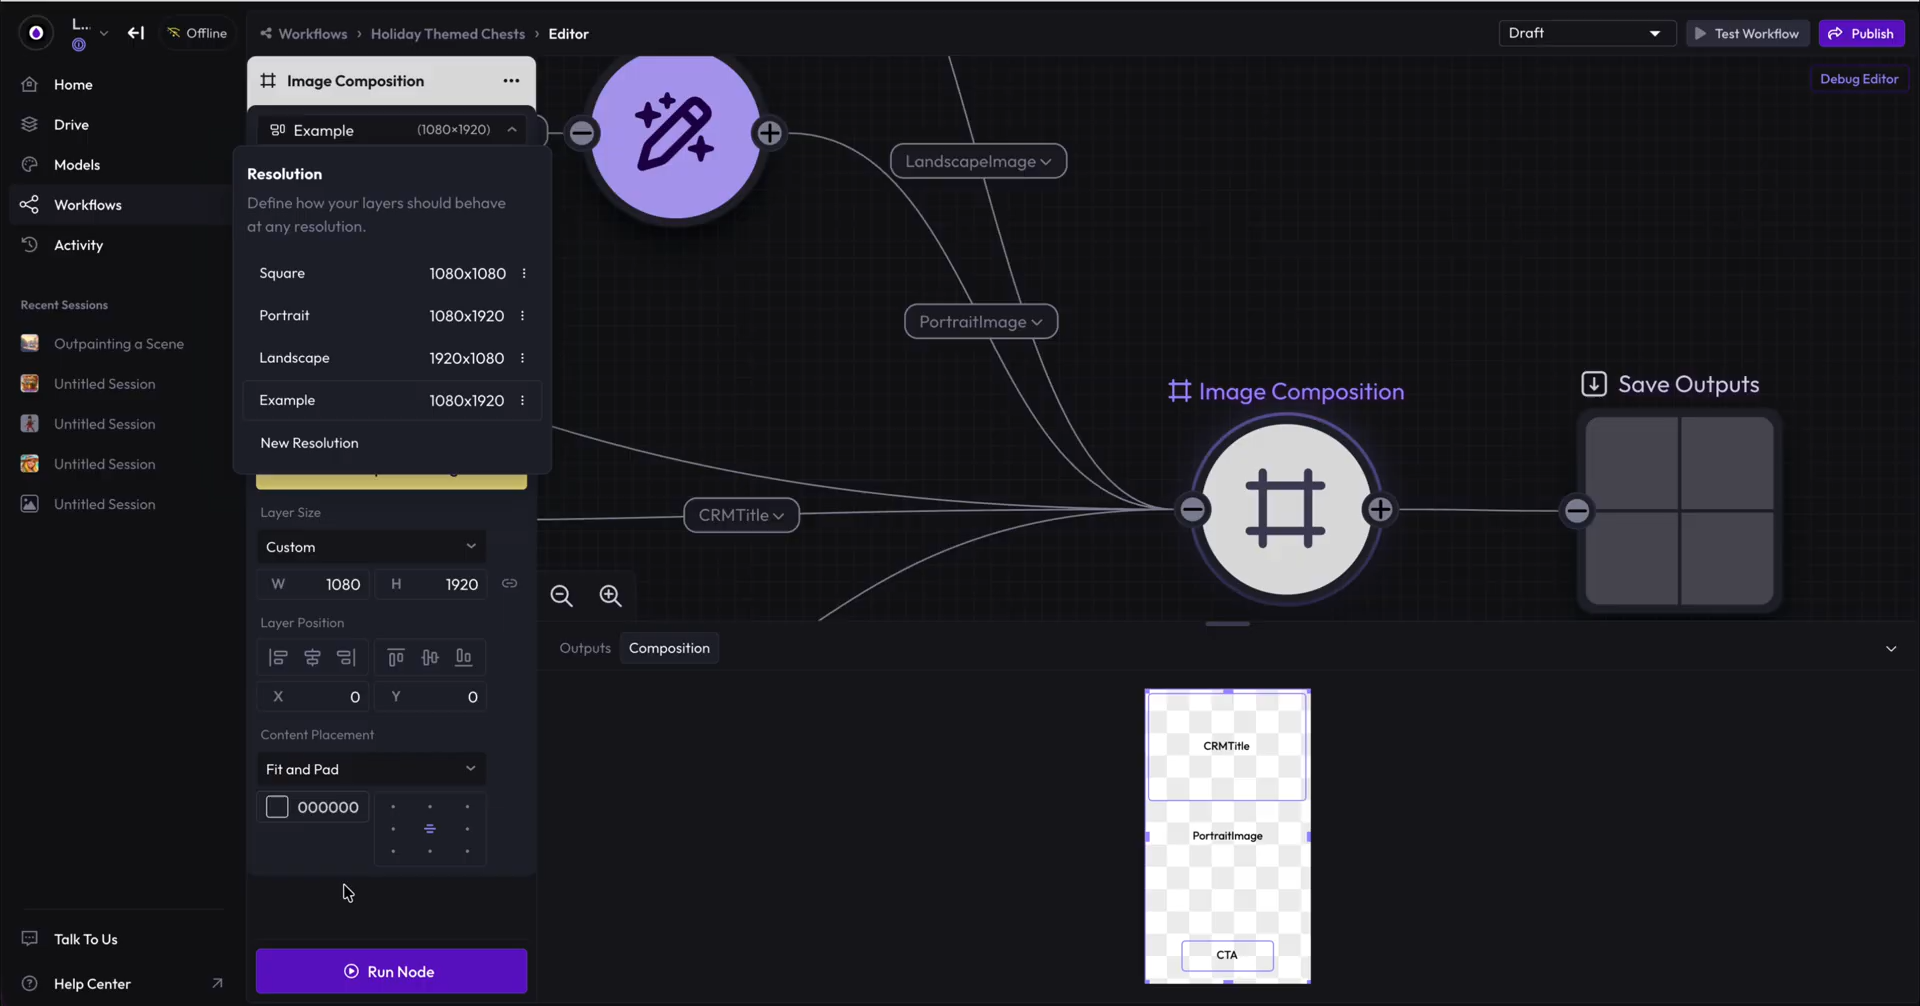 L...
Offline
Workflows › Holiday Themed Chests › Editor
Draft
Test Workflow
Publish
Debug Editor
Home
Drive
Models
Workflows
Activity
Recent Sessions
Outpainting a Scene
Untitled Session
Untitled Session
Untitled Session
Untitled Session
Talk To Us
Help Center
Image Composition
Example (1080×1920)
Resolution
Define how your layers should behave
at any resolution.
Square 1080x1080
Portrait 1080x1920
Landscape 1920x1080
Example 1080x1920
New Resolution
Layer Size
Custom
W 1080 H 1920
Layer Position
X 0 Y 0
Content Placement
Fit and Pad
000000
Run Node
LandscapeImage
PortraitImage
CRMTitle
Image Composition
Save Outputs
Outputs
Composition
CRMTitle
PortraitImage
CTA